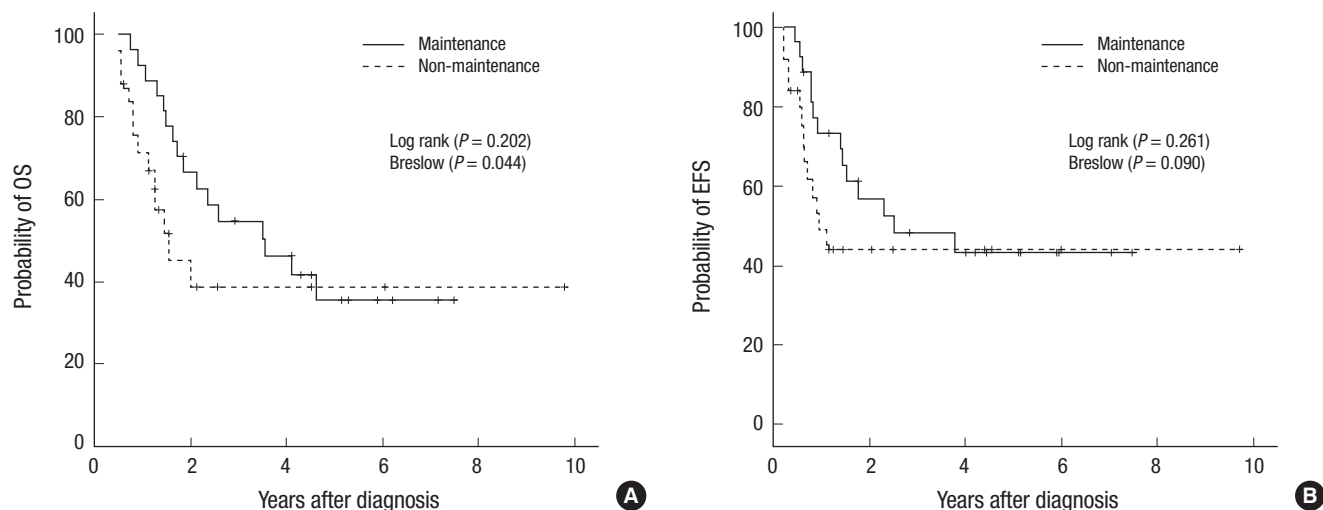 100
80
60
40
20
0
Probability of OS
Maintenance
Non-maintenance
Log rank (P = 0.202)
Breslow (P = 0.044)
0 2 4 6 8 10
Years after diagnosis
A
100
80
60
40
20
0
Probability of EFS
Maintenance
Non-maintenance
Log rank (P = 0.261)
Breslow (P = 0.090)
0 2 4 6 8 10
Years after diagnosis
B